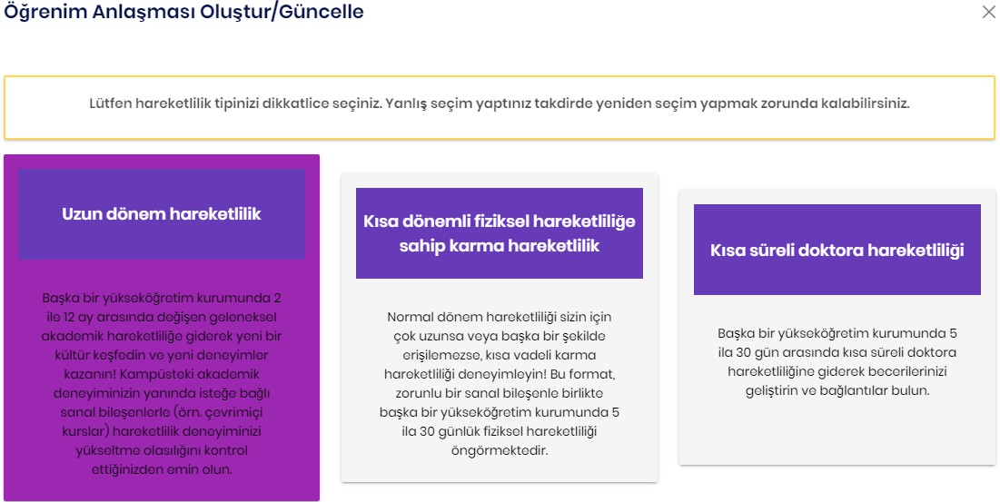 Öğrenim Anlaşması Oluştur/Güncelle
Lütfen hareketlilik tipinizi dikkatlice seçiniz. Yanlış seçim yaptınız takdirde yeniden seçim yapmak zorunda kalabilirsiniz.
Uzun dönem hareketlilik
Başka bir yükseköğretim kurumunda 2
ile 12 ay arasında değişen geleneksel
akademik hareketliliğe giderek yeni bir
kültür keşfedin ve yeni deneyimler
kazanın! Kampüsteki akademik
deneyiminizin yanında isteğe bağlı
sanal bileşenlerle (örn. çevrimiçi
kurslar) hareketlilik deneyiminizi
yükseltme olasılığını kontrol
ettiğinizden emin olun.
Kısa dönemli fiziksel hareketliliğe
sahip karma hareketlilik
Normal dönem hareketliliği sizin için
çok uzunsa veya başka bir şekilde
erişilemezse, kısa vadeli karma
hareketliliği deneyimleyin! Bu format,
zorunlu bir sanal bileşenle birlikte
başka bir yükseköğretim kurumunda 5
ila 30 günlük fiziksel hareketliliği
öngörmektedir.
Kısa süreli doktora hareketliliği
Başka bir yükseköğretim kurumunda 5
ila 30 gün arasında kısa süreli doktora
hareketliliğine giderek becerilerinizi
geliştirin ve bağlantılar bulun.